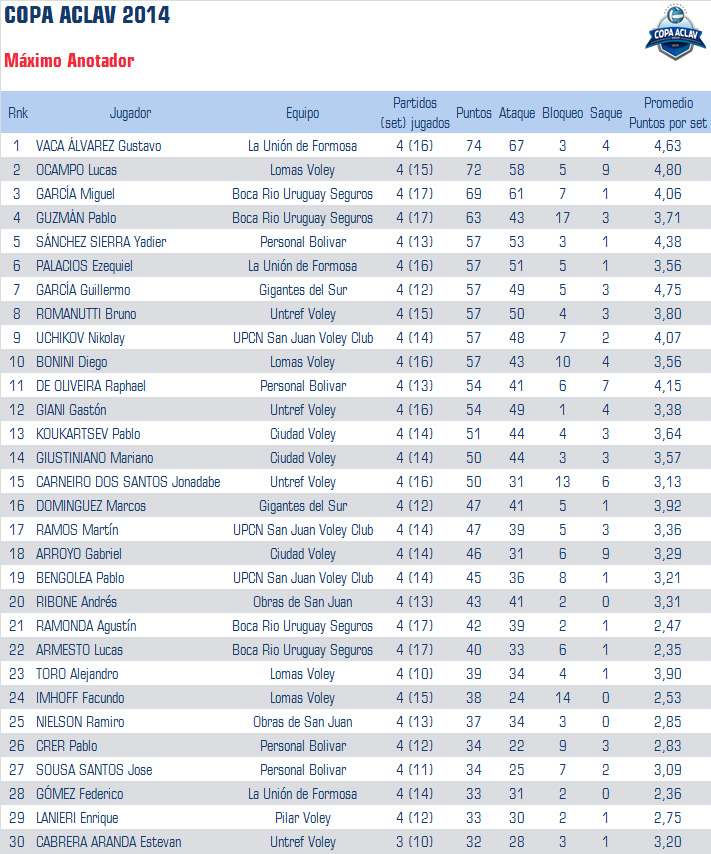 COPA ACLAV 2014
COPA ACLAV
Máximo Anotador
Rnk Jugador Equipo Partidos (set) jugados Puntos Ataque Bloqueo Saque Promedio Puntos por set
1 VACA ÁLVAREZ Gustavo La Unión de Formosa 4 (16) 74 67 3 4 4,63
2 OCAMPO Lucas Lomas Voley 4 (15) 72 58 5 9 4,80
3 GARCÍA Miguel Boca Rio Uruguay Seguros 4 (17) 69 61 7 1 4,06
4 GUZMÁN Pablo Boca Rio Uruguay Seguros 4 (17) 63 43 17 3 3,71
5 SÁNCHEZ SIERRA Yadier Personal Bolivar 4 (13) 57 53 3 1 4,38
6 PALACIOS Ezequiel La Unión de Formosa 4 (16) 57 51 5 1 3,56
7 GARCÍA Guillermo Gigantes del Sur 4 (12) 57 49 5 3 4,75
8 ROMANUTTI Bruno Untref Voley 4 (15) 57 50 4 3 3,80
9 UCHIKOV Nikolay UPCN San Juan Voley Club 4 (14) 57 48 7 2 4,07
10 BONINI Diego Lomas Voley 4 (16) 57 43 10 4 3,56
11 DE OLIVEIRA Raphael Personal Bolivar 4 (13) 54 41 6 7 4,15
12 GIANI Gastón Untref Voley 4 (16) 54 49 1 4 3,38
13 KOUKARTSEV Pablo Ciudad Voley 4 (14) 51 44 4 3 3,64
14 GIUSTINIANO Mariano Ciudad Voley 4 (14) 50 44 3 3 3,57
15 CARNEIRO DOS SANTOS Jonadabe Untref Voley 4 (16) 50 31 13 6 3,13
16 DOMINGUEZ Marcos Gigantes del Sur 4 (12) 47 41 5 1 3,92
17 RAMOS Martín UPCN San Juan Voley Club 4 (14) 47 39 5 3 3,36
18 ARROYO Gabriel Ciudad Voley 4 (14) 46 31 6 9 3,29
19 BENGOLEA Pablo UPCN San Juan Voley Club 4 (14) 45 36 8 1 3,21
20 RIBONE Andrés Obras de San Juan 4 (13) 43 41 2 0 3,31
21 RAMONDA Agustín Boca Rio Uruguay Seguros 4 (17) 42 39 2 1 2,47
22 ARMESTO Lucas Boca Rio Uruguay Seguros 4 (17) 40 33 6 1 2,35
23 TORO Alejandro Lomas Voley 4 (10) 39 34 4 1 3,90
24 IMHOFF Facundo Lomas Voley 4 (15) 38 24 14 0 2,53
25 NIELSON Ramiro Obras de San Juan 4 (13) 37 34 3 0 2,85
26 CRER Pablo Personal Bolivar 4 (12) 34 22 9 3 2,83
27 SOUSA SANTOS Jose Personal Bolivar 4 (11) 34 25 7 2 3,09
28 GÓMEZ Federico La Unión de Formosa 4 (14) 33 31 2 0 2,36
29 LANIERI Enrique Pilar Voley 4 (12) 33 30 2 1 2,75
30 CABRERA ARANDA Estevan Untref Voley 3 (10) 32 28 3 1 3,20